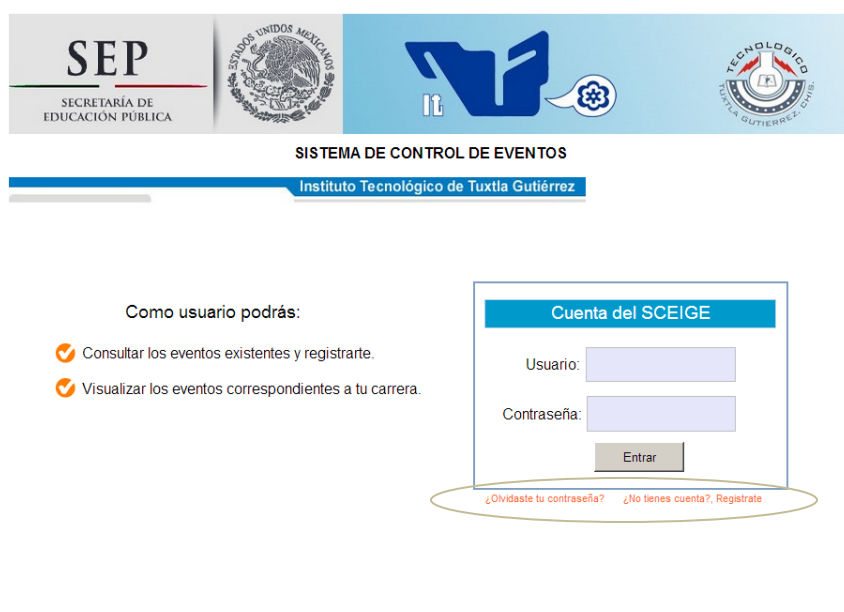 SEP
SECRETARÍA DE
EDUCACIÓN PÚBLICA
ESTADOS UNIDOS MEXICANOS
It
TECNOLOGICO
TUXTLA GUTIERREZ, CHIS.
SISTEMA DE CONTROL DE EVENTOS
Instituto Tecnológico de Tuxtla Gutiérrez
Como usuario podrás:
Consultar los eventos existentes y registrarte.
Visualizar los eventos correspondientes a tu carrera.
Cuenta del SCEIGE
Usuario:
Contraseña:
Entrar
¿Olvidaste tu contraseña? ¿No tienes cuenta?, Registrate